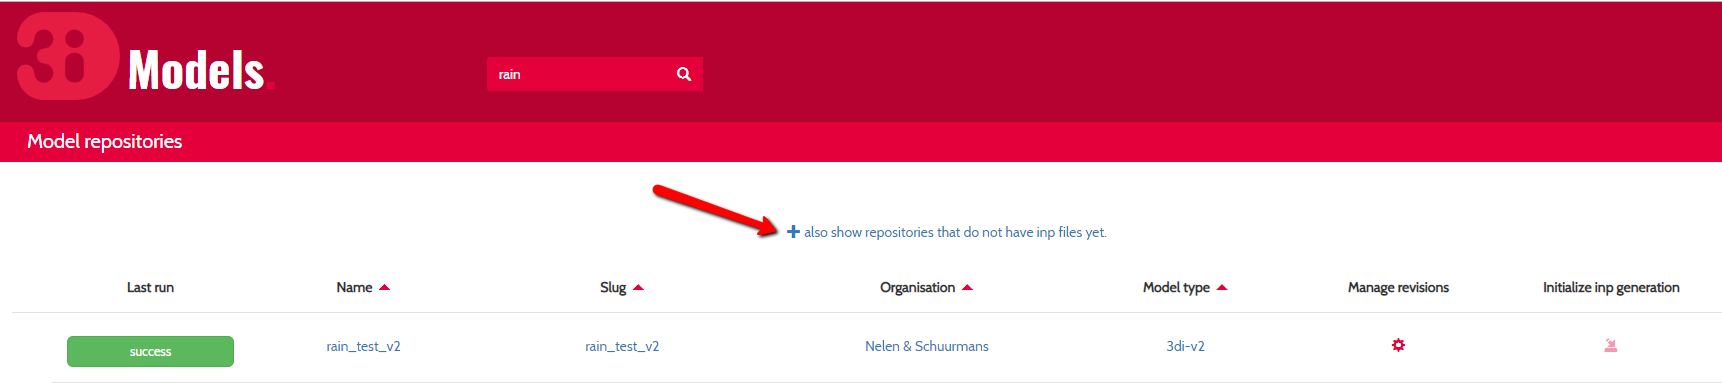 3i Models.
rain
Model repositories
+ also show repositories that do not have inp files yet.
Last run Name Slug Organisation Model type Manage revisions Initialize inp generation
success rain_test_v2 rain_test_v2 Nelen & Schuurmans 3di-v2